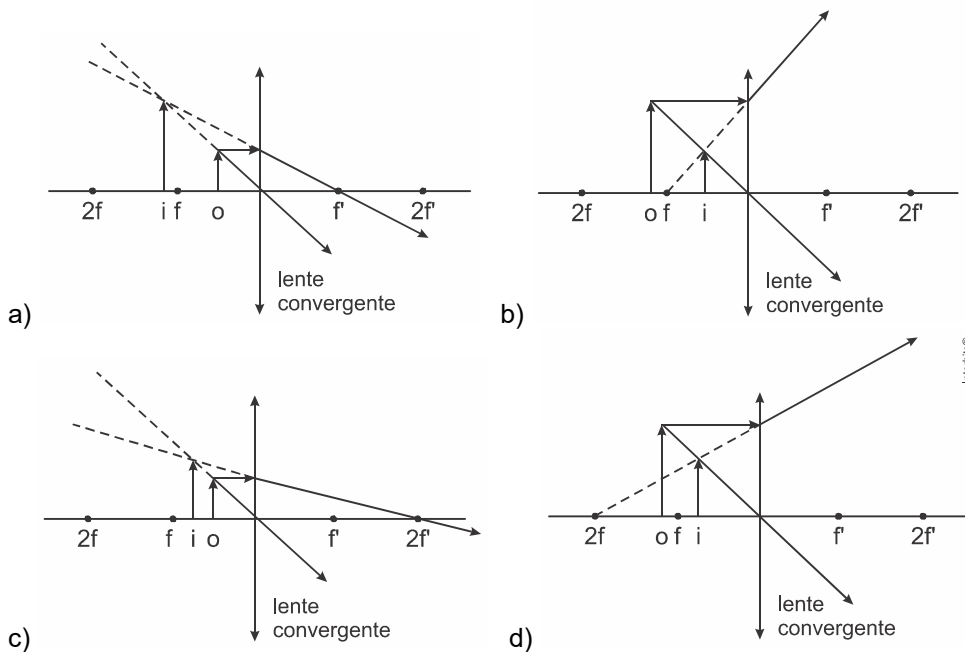 2f i f o f' 2f'
lente
convergente
a)
2f o f i f' 2f'
lente
convergente
b)
2f f i o f' 2f'
lente
convergente
c)
2f o f i f' 2f'
lente
convergente
d)